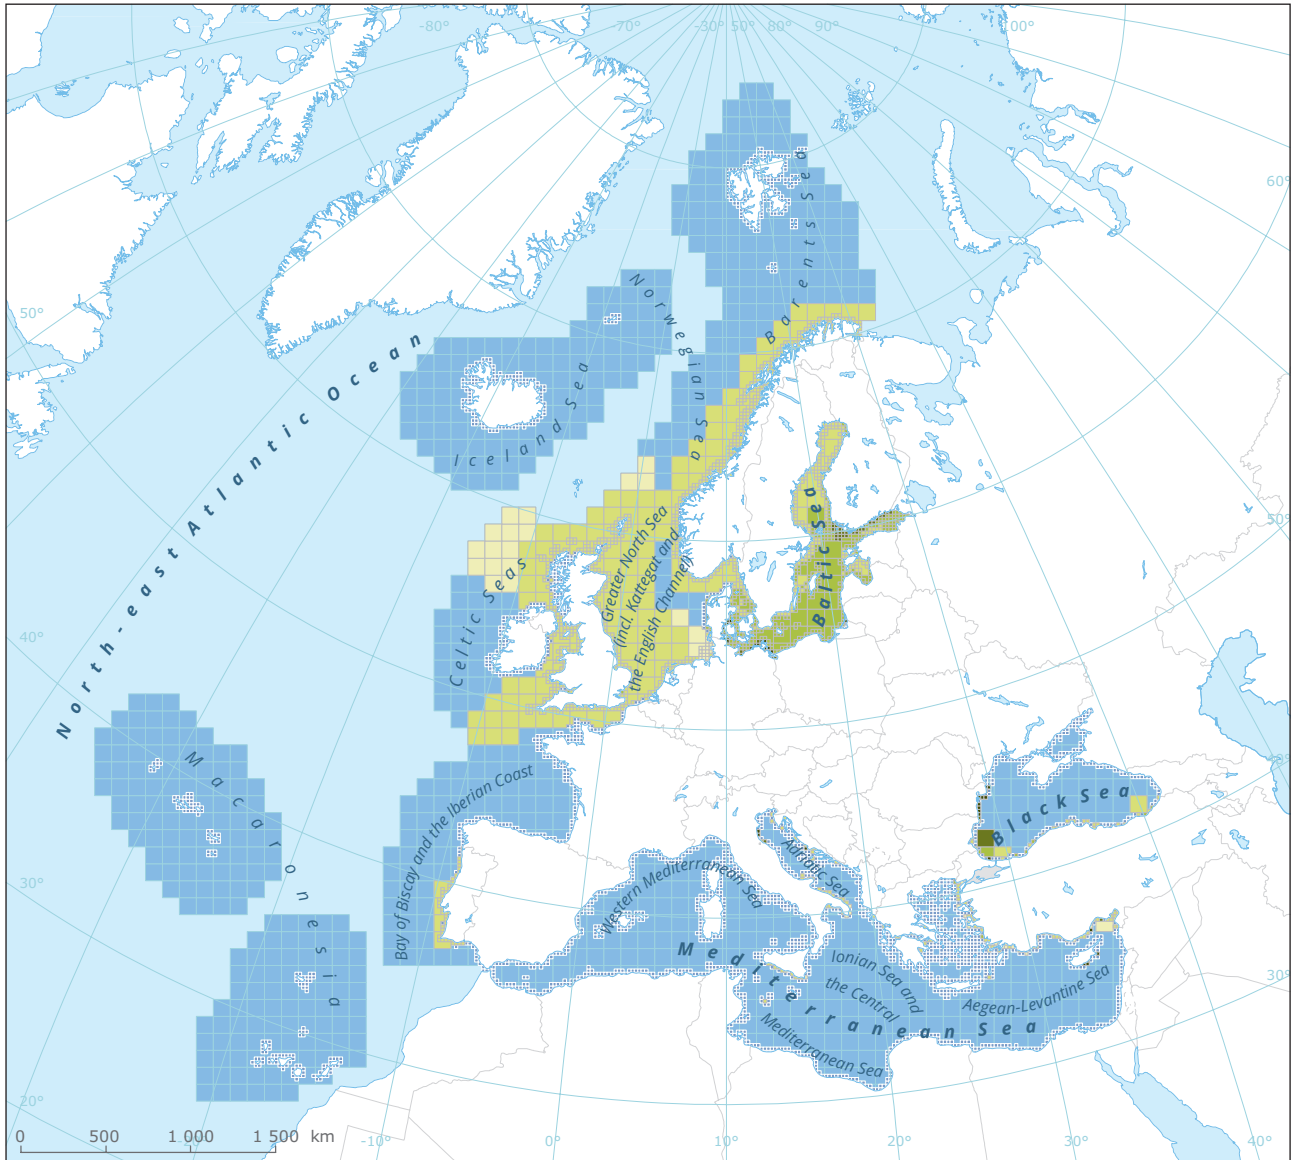 -80°
-70°
-30°
50°
80°
90°
100°
60°
50°
50°
40°
30°
20°
30°
-20°
-10°
0°
10°
20°
30°
40°
North-east Atlantic Ocean
Barents Sea
Norwegian Sea
Iceland Sea
Celtic Seas
Greater North Sea
(incl. Kattegat and
the English Channel)
Baltic Sea
Macaronesia
Bay of Biscay and the Iberian Coast
Black Sea
Adriatic Sea
Western Mediterranean Sea
Mediterranean Sea
Ionian Sea and
the Central
Mediterranean Sea
Aegean-Levantine Sea
0 500 1 000 1 500 km